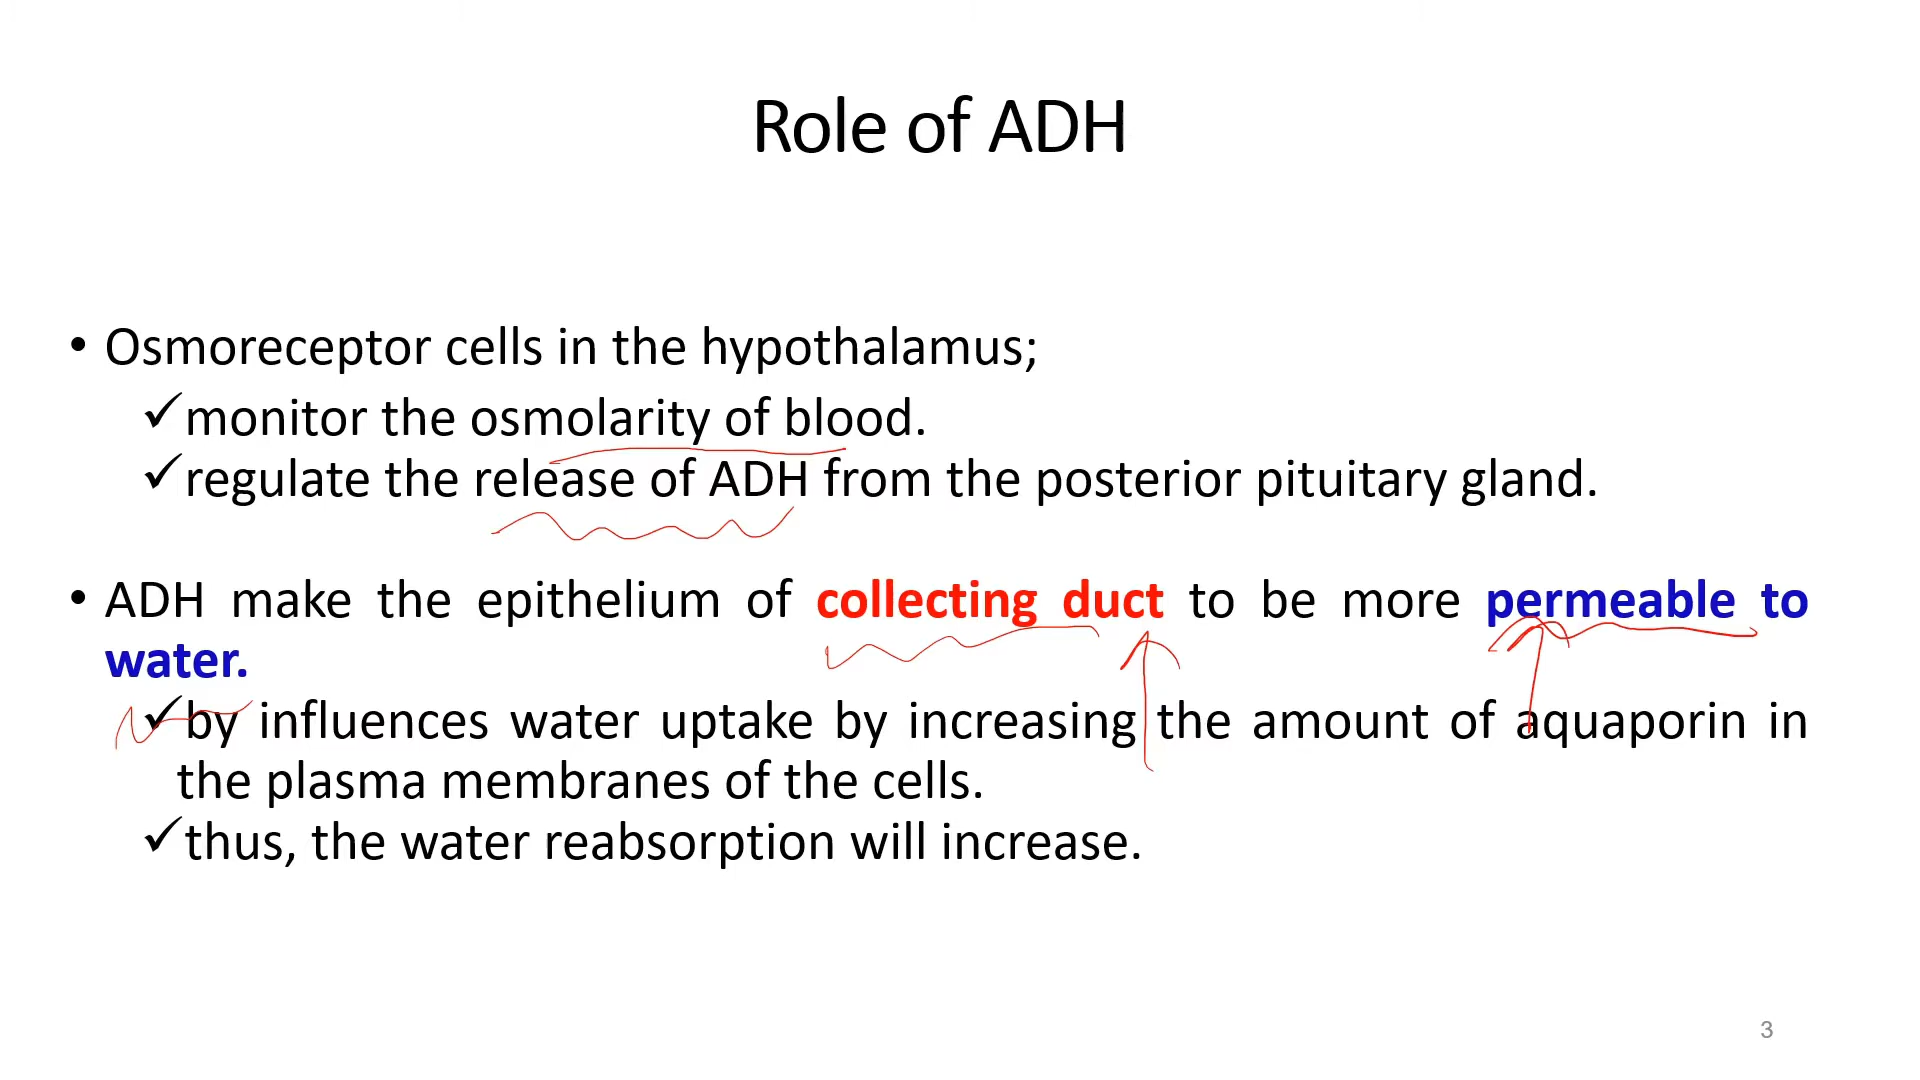 Role of ADH
• Osmoreceptor cells in the hypothalamus;
✓monitor the osmolarity of blood.
✓regulate the release of ADH from the posterior pituitary gland.
• ADH make the epithelium of collecting duct to be more permeable to
water.
✓by influences water uptake by increasing the amount of aquaporin in
the plasma membranes of the cells.
✓thus, the water reabsorption will increase.
3